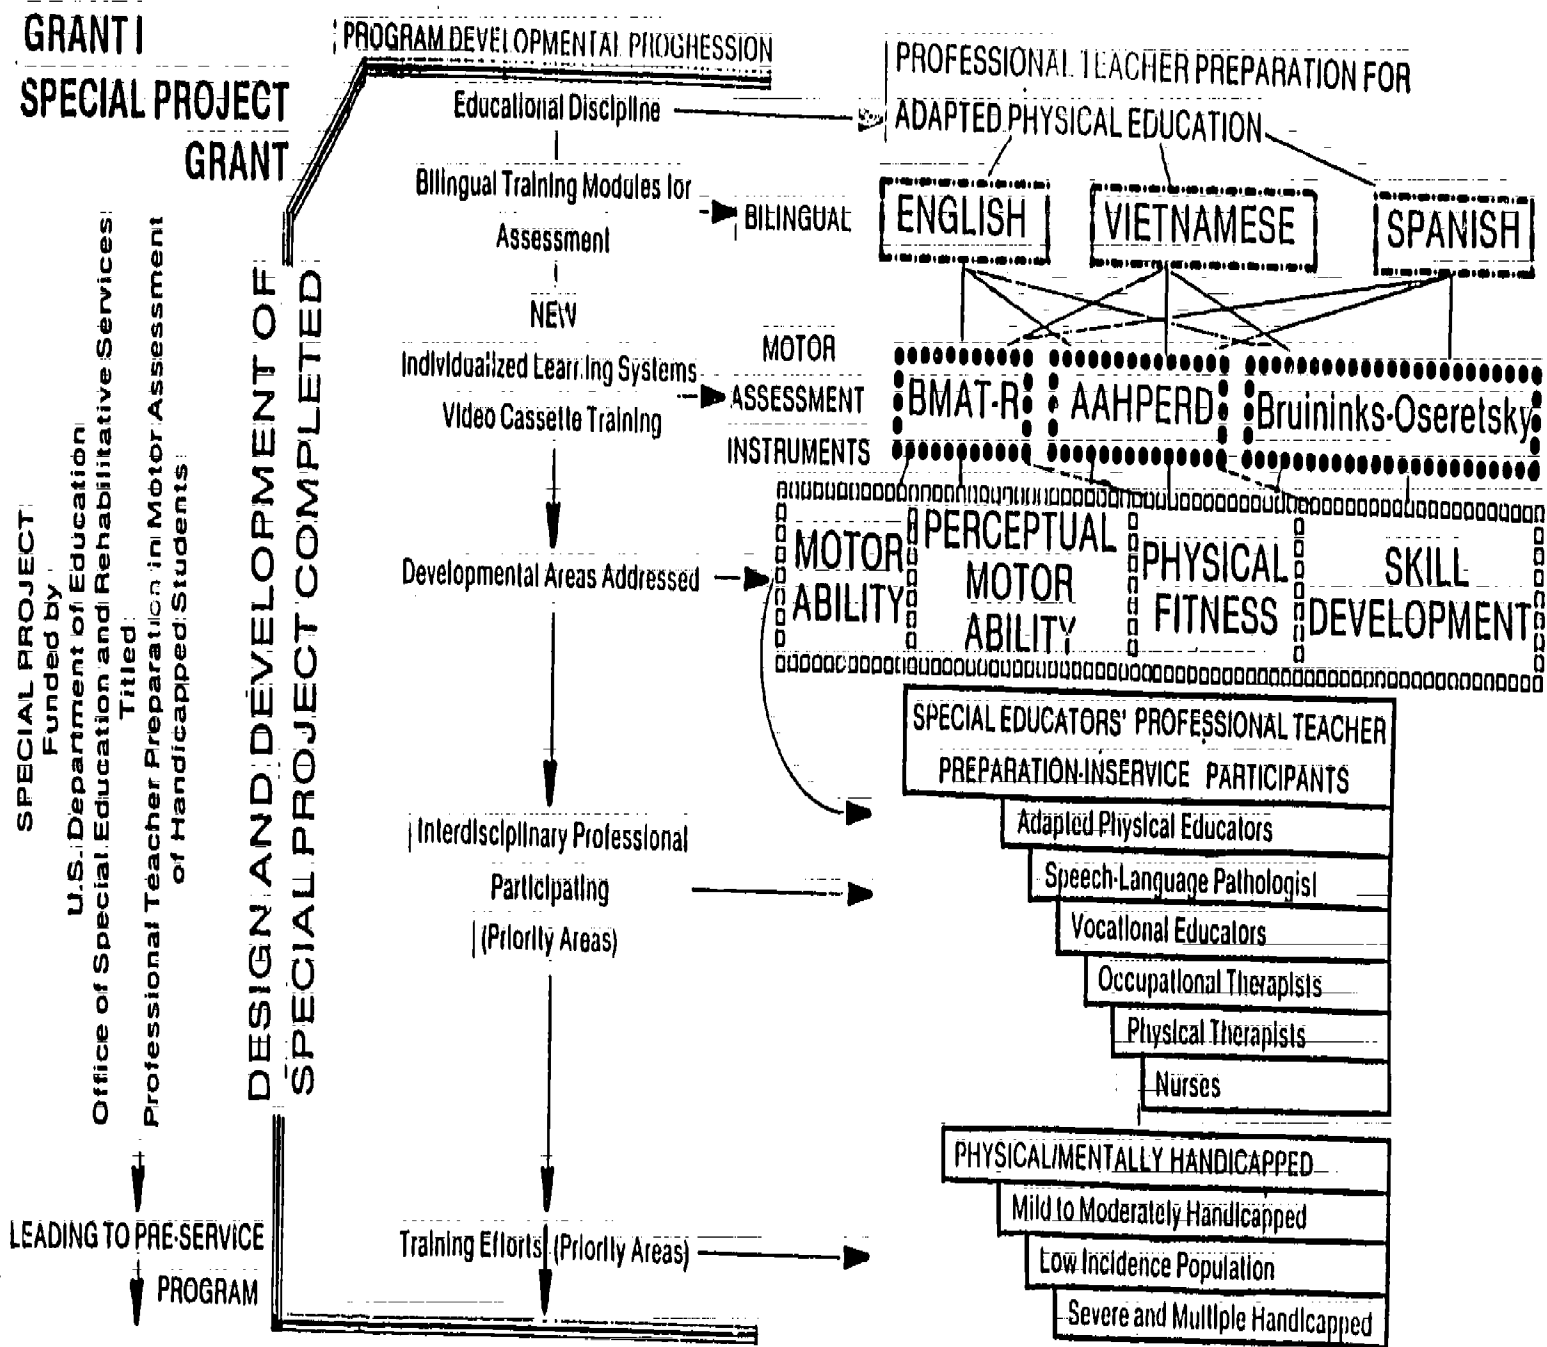 GRANT I
SPECIAL PROJECT
GRANT
SPECIAL PROJECT
Funded by
U.S. Department of Education
Office of Special Education and Rehabilitative Services
Titled
Professional Teacher Preparation in Motor Assessment
of Handicapped Students
LEADING TO PRE-SERVICE
PROGRAM
DESIGN AND DEVELOPMENT OF
SPECIAL PROJECT COMPLETED
PROGRAM DEVELOPMENTAL PROGRESSION
Educational Discipline
Bilingual Training Modules for
Assessment
NEW
Individualized Learning Systems
Video Cassette Training
Developmental Areas Addressed
Interdisciplinary Professional
Participating
(Priority Areas)
Training Efforts (Priority Areas)
PROFESSIONAL TEACHER PREPARATION FOR
ADAPTED PHYSICAL EDUCATION
BILINGUAL
ENGLISH
VIETNAMESE
SPANISH
MOTOR
ASSESSMENT
INSTRUMENTS
BMAT-R
AAHPERD
Bruininks-Oseretsky
MOTOR
ABILITY
PERCEPTUAL
MOTOR
ABILITY
PHYSICAL
FITNESS
SKILL
DEVELOPMENT
SPECIAL EDUCATORS' PROFESSIONAL TEACHER
PREPARATION-INSERVICE PARTICIPANTS
Adapted Physical Educators
Speech-Language Pathologist
Vocational Educators
Occupational Therapists
Physical Therapists
Nurses
PHYSICAL/MENTALLY HANDICAPPED
Mild to Moderately Handicapped
Low Incidence Population
Severe and Multiple Handicapped